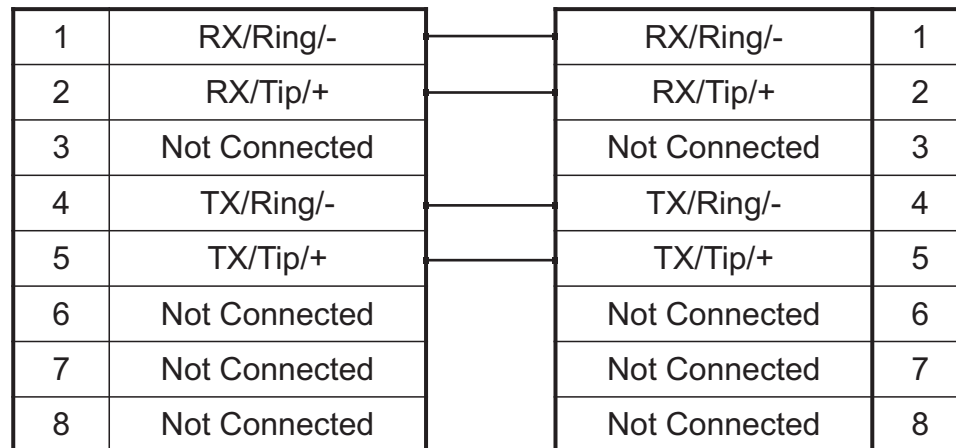 1 RX/Ring/- RX/Ring/- 1
2 RX/Tip/+ RX/Tip/+ 2
3 Not Connected Not Connected 3
4 TX/Ring/- TX/Ring/- 4
5 TX/Tip/+ TX/Tip/+ 5
6 Not Connected Not Connected 6
7 Not Connected Not Connected 7
8 Not Connected Not Connected 8